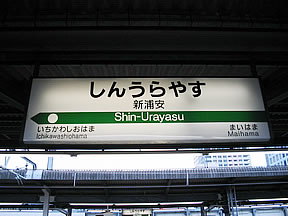 しんうらやす
新浦安
Shin-Urayasu
いちかわしおはま
Ichikawashiohama
まいはま
Maihama